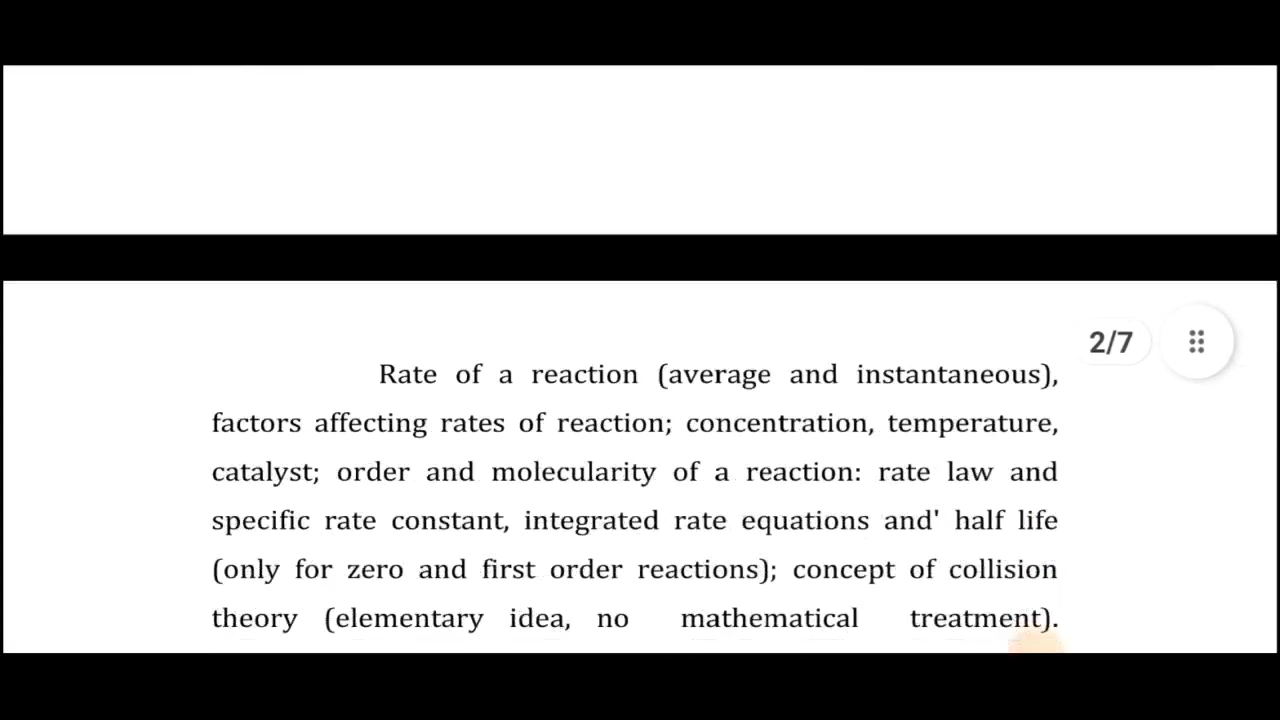 2/7
Rate of a reaction (average and instantaneous),
factors affecting rates of reaction; concentration, temperature,
catalyst; order and molecularity of a reaction: rate law and
specific rate constant, integrated rate equations and' half life
(only for zero and first order reactions); concept of collision
theory (elementary idea, no mathematical treatment).